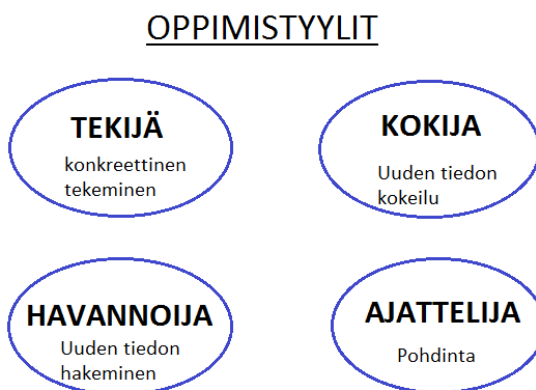 OPPIMISTYYLIT
TEKIJÄ
konkreettinen
tekeminen
KOKIJA
Uuden tiedon
kokeilu
HAVANNOIJA
Uuden tiedon
hakeminen
AJATTELIJA
Pohdinta